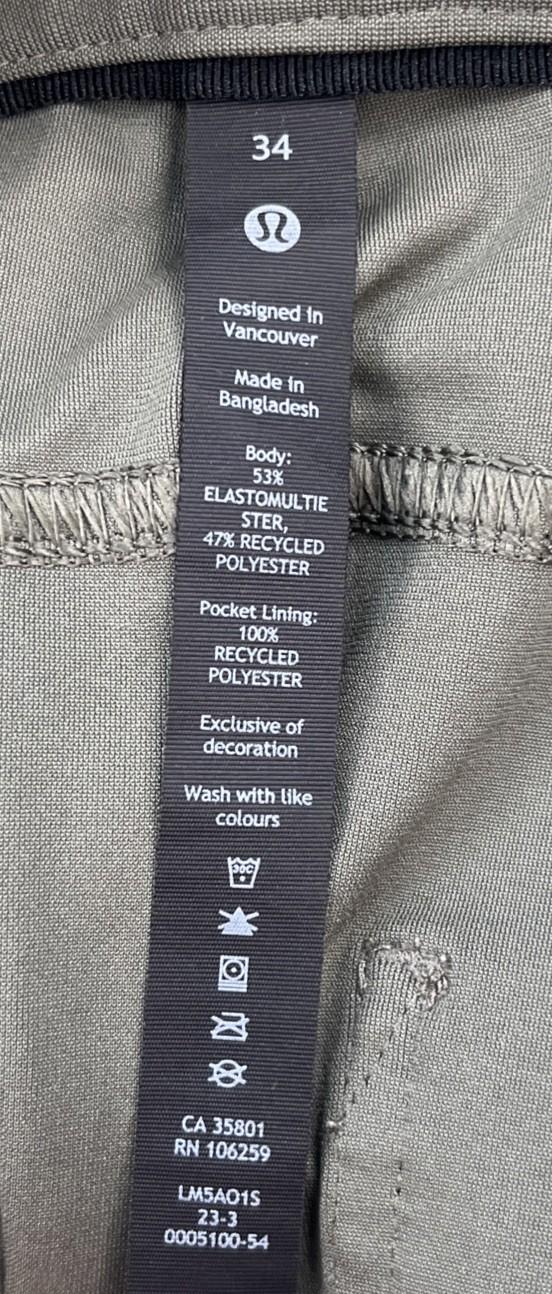 34
Designed in
Vancouver
Made in
Bangladesh
Body:
53%
ELASTOMULTIE
STER,
47% RECYCLED
POLYESTER
Pocket Lining:
100%
RECYCLED
POLYESTER
Exclusive of
decoration
Wash with like
colours
30C
CA 35801
RN 106259
LM5AO1S
23-3
0005100-54